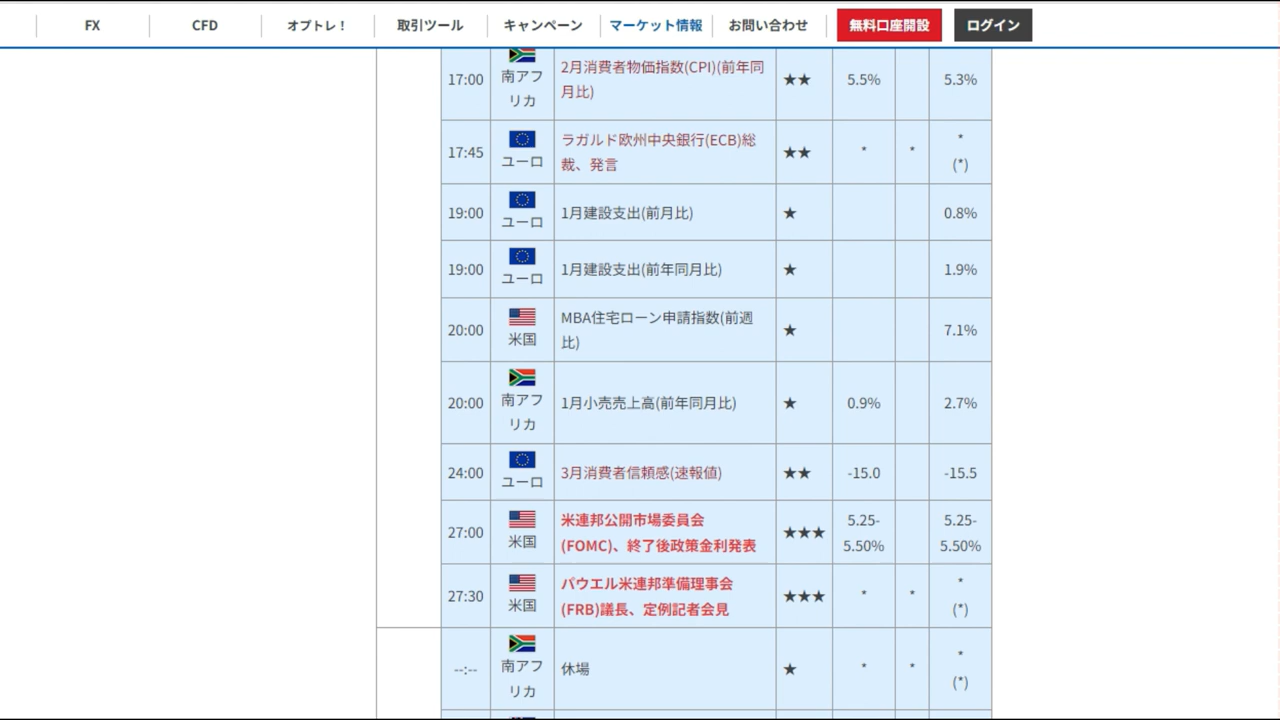 FX
CFD
オプトレ！
取引ツール
キャンペーン
マーケット情報
お問い合わせ
無料口座開設
ログイン
17:00
南アフ
リカ
2月消費者物価指数(CPI)(前年同
月比)
★★
5.5%
5.3%
17:45
ユーロ
ラガルド欧州中央銀行(ECB)総
裁、発言
★★
*
*
*
(*)
19:00
ユーロ
1月建設支出(前月比)
★
0.8%
19:00
ユーロ
1月建設支出(前年同月比)
★
1.9%
20:00
米国
MBA住宅ローン申請指数(前週
比)
★
7.1%
20:00
南アフ
リカ
1月小売売上高(前年同月比)
★
0.9%
2.7%
24:00
ユーロ
3月消費者信頼感(速報値)
★★
-15.0
-15.5
27:00
米国
米連邦公開市場委員会
(FOMC)、終了後政策金利発表
★★★
5.25-
5.50%
5.25-
5.50%
27:30
米国
パウエル米連邦準備理事会
(FRB)議長、定例記者会見
★★★
*
*
*
(*)
--:--
南アフ
リカ
休場
★
*
*
*
(*)